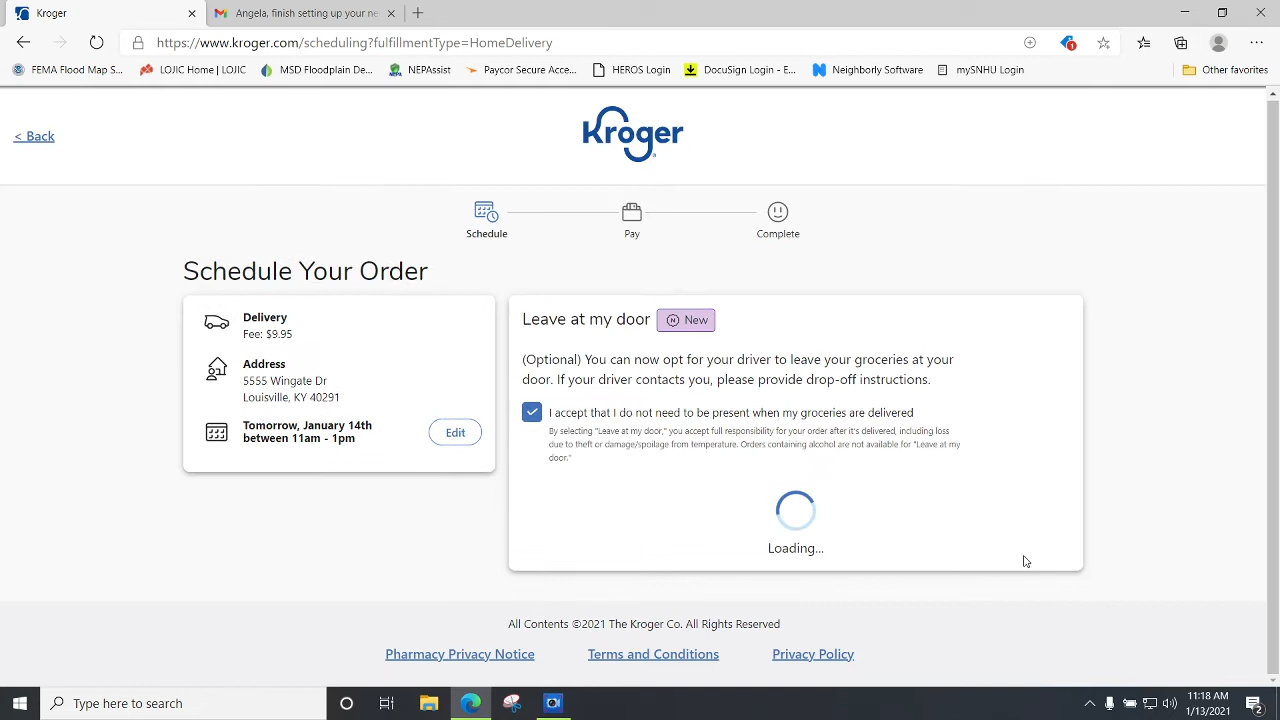 Kroger
Angela, finish setting up your ne
https://www.kroger.com/scheduling?fulfillmentType=HomeDelivery
1
FEMA Flood Map S...
LOJIC Home | LOJIC
MSD Floodplain De...
NEPAssist
Paycor Secure Acce...
HEROS Login
DocuSign Login - E...
Neighborly Software
mySNHU Login
Other favorites
< Back
Kroger
Schedule
Pay
Complete
Schedule Your Order
Delivery
Fee: $9.95
Address
5555 Wingate Dr
Louisville, KY 40291
Tomorrow, January 14th
between 11am - 1pm
Edit
Leave at my door
New
(Optional) You can now opt for your driver to leave your groceries at your
door. If your driver contacts you, please provide drop-off instructions.
I accept that I do not need to be present when my groceries are delivered
By selecting "Leave at my door," you accept full responsibility for your order after it's delivered, including loss
due to theft or damage/spoilage from temperature. Orders containing alcohol are not available for "Leave at my
door."
Loading...
All Contents ©2021 The Kroger Co. All Rights Reserved
Pharmacy Privacy Notice
Terms and Conditions
Privacy Policy
Type here to search
11:18 AM
1/13/2021
2